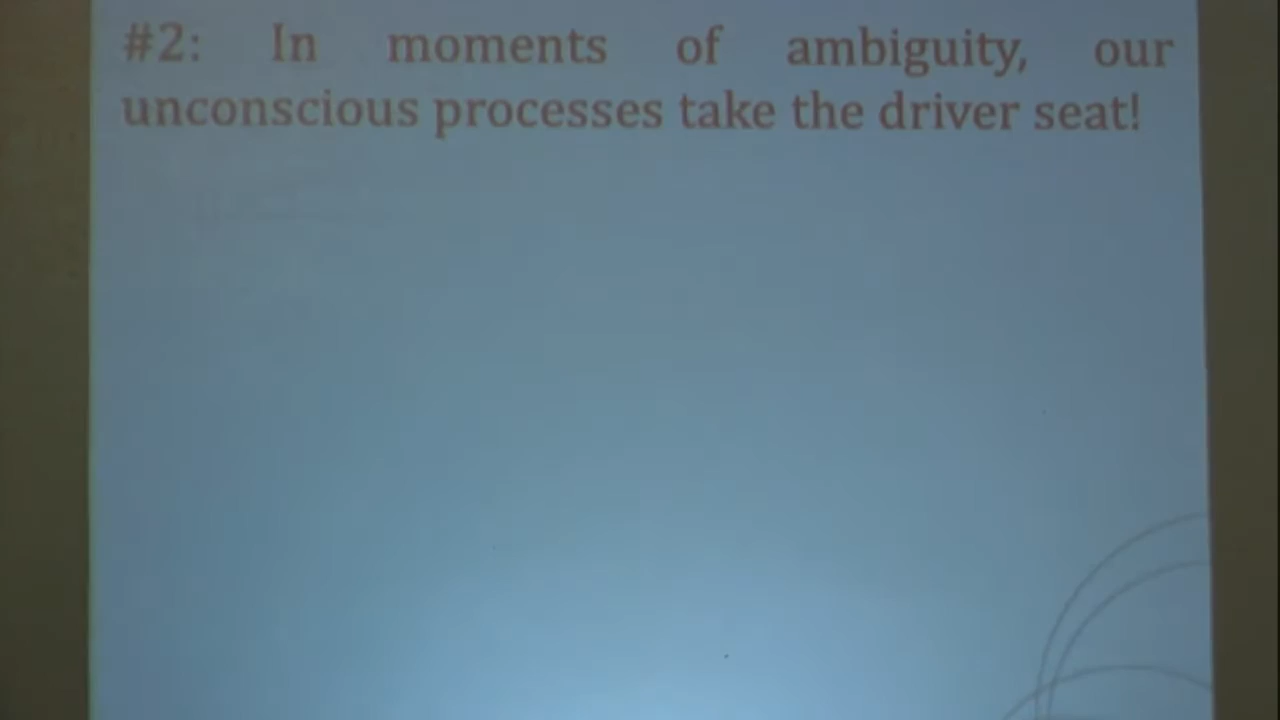 #2: In moments of ambiguity, our
unconscious processes take the driver seat!